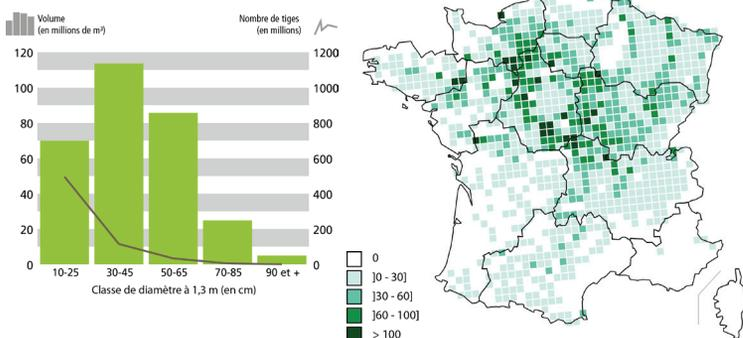 Volume
(en millions de m³)
Nombre de tiges
(en millions)
120
100
80
60
40
20
0
1200
1000
800
600
400
200
0
10-25 30-45 50-65 70-85 90 et +
Classe de diamètre à 1,3 m (en cm)
0
]0 - 30]
]30 - 60]
]60 - 100]
> 100